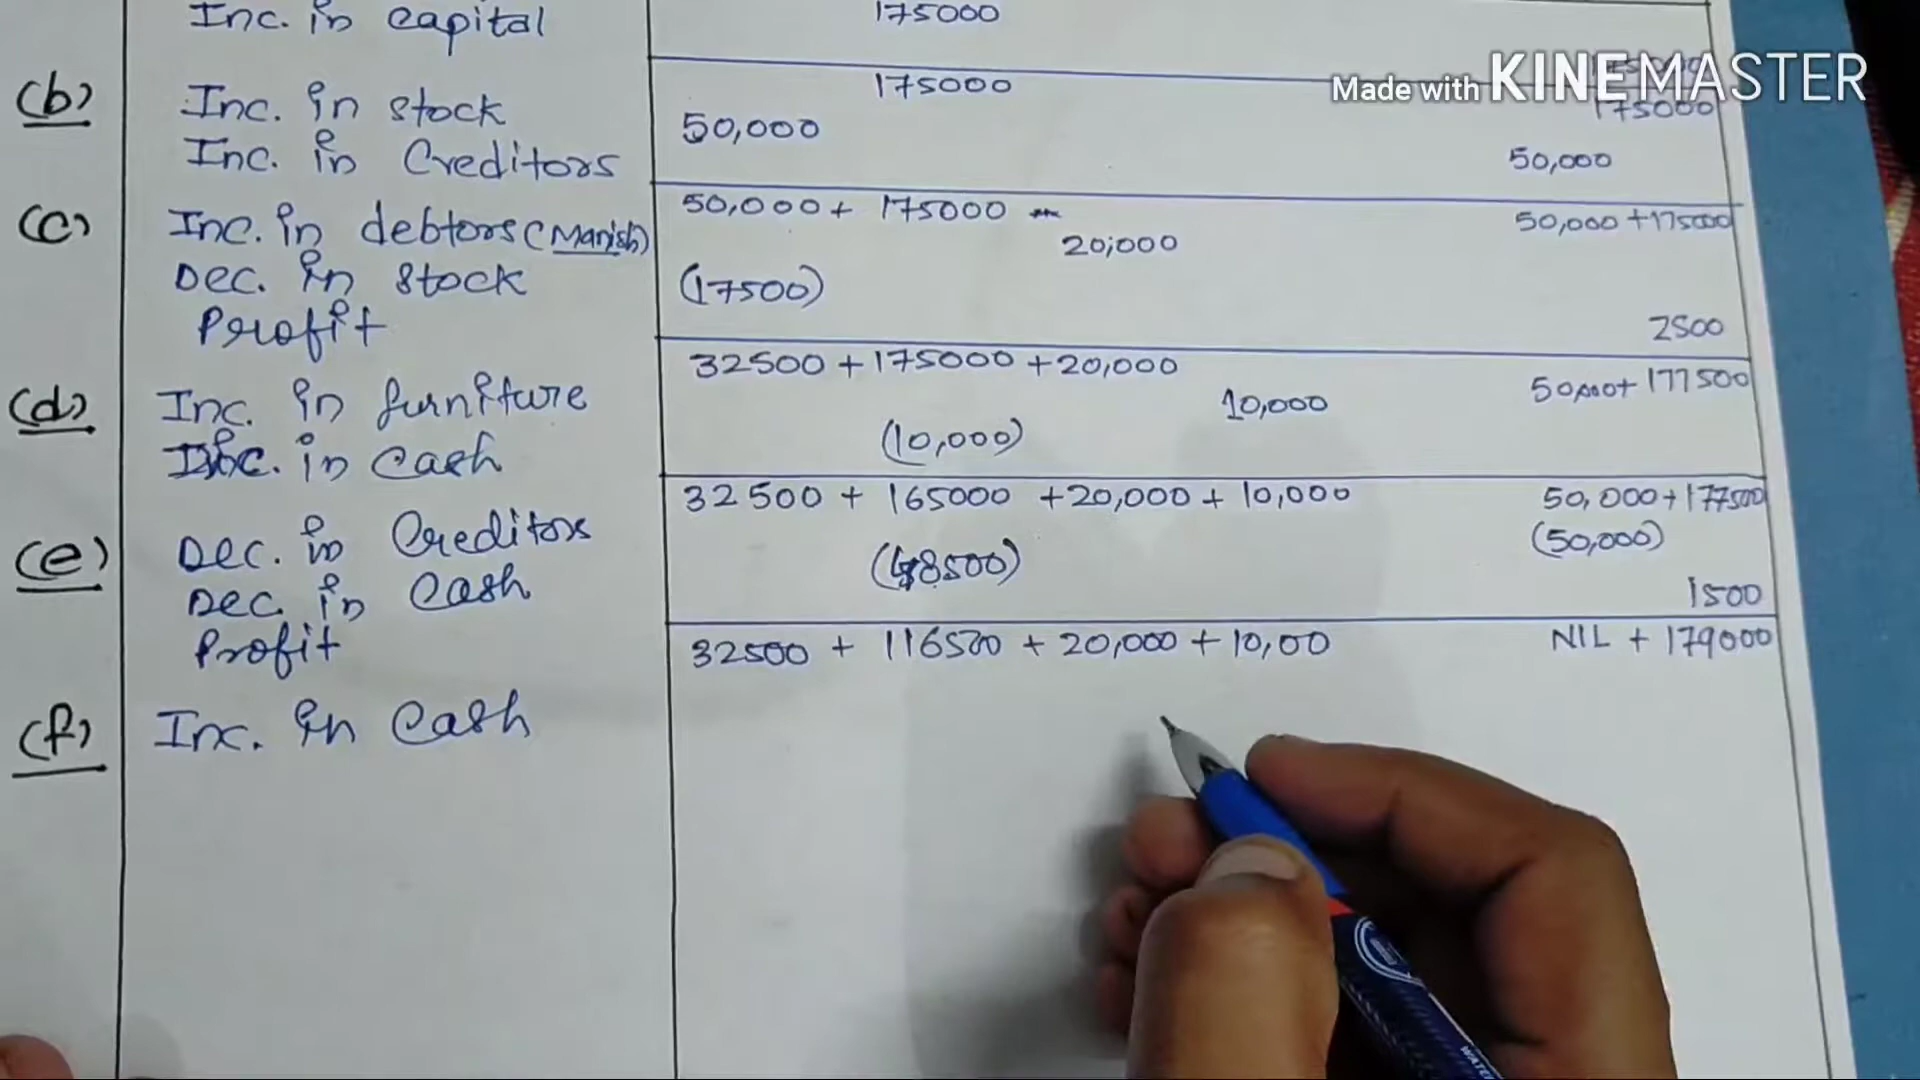 Inc. in capital 175000
Made with KINEMASTER
(b) Inc. in stock 175000 175000
50,000
Inc. in Creditors 50,000
(c) Inc. in debtors (Manish) 50,000 + 175000 50,000 + 175000
20,000
Dec. in stock (17500)
Profit 2500
32500 + 175000 + 20,000 50,000 + 177500
(d) Inc. in furniture 10,000
Dec. in cash (10,000)
32500 + 165000 + 20,000 + 10,000 50,000 + 177500
(e) Dec. in Creditors (50,000)
Dec. in Cash (48500)
1500
Profit 32500 + 116500 + 20,000 + 10,00 NIL + 179000
(f) Inc. in Cash